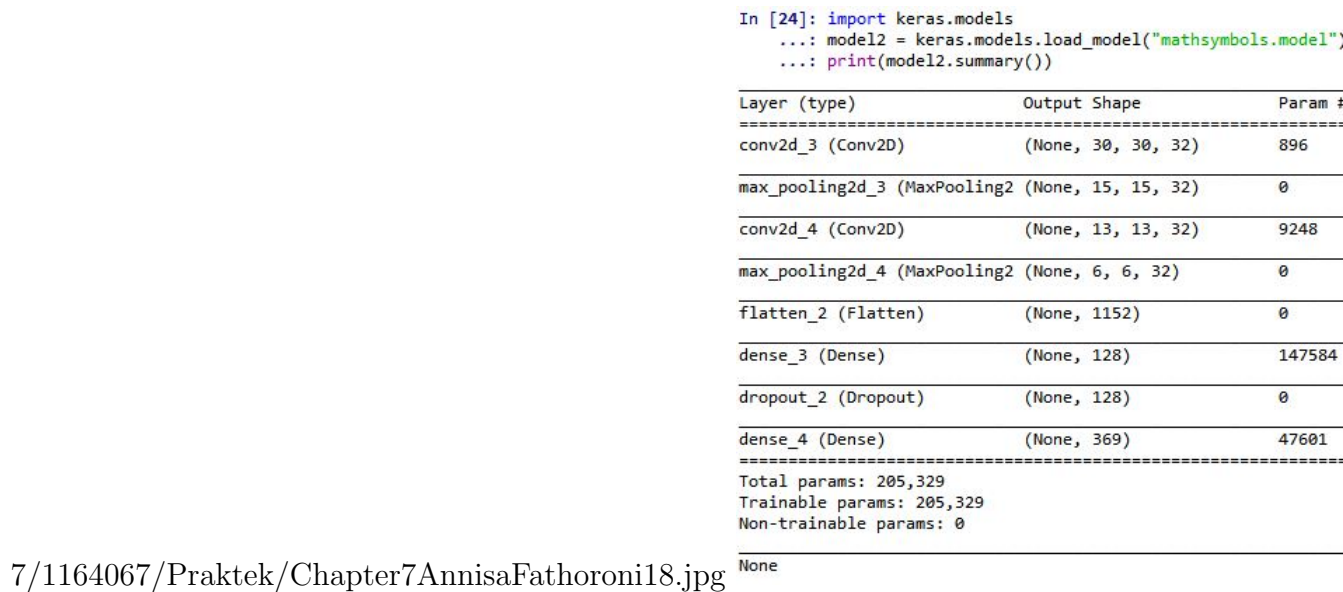 In [24]: import keras.models
...: model2 = keras.models.load_model("mathsymbols.model")
...: print(model2.summary())
Layer (type) Output Shape Param #
=================================================================
conv2d_3 (Conv2D) (None, 30, 30, 32) 896
max_pooling2d_3 (MaxPooling2 (None, 15, 15, 32) 0
conv2d_4 (Conv2D) (None, 13, 13, 32) 9248
max_pooling2d_4 (MaxPooling2 (None, 6, 6, 32) 0
flatten_2 (Flatten) (None, 1152) 0
dense_3 (Dense) (None, 128) 147584
dropout_2 (Dropout) (None, 128) 0
dense_4 (Dense) (None, 369) 47601
=================================================================
Total params: 205,329
Trainable params: 205,329
Non-trainable params: 0
None
7/1164067/Praktek/Chapter7AnnisaFathoroni18.jpg